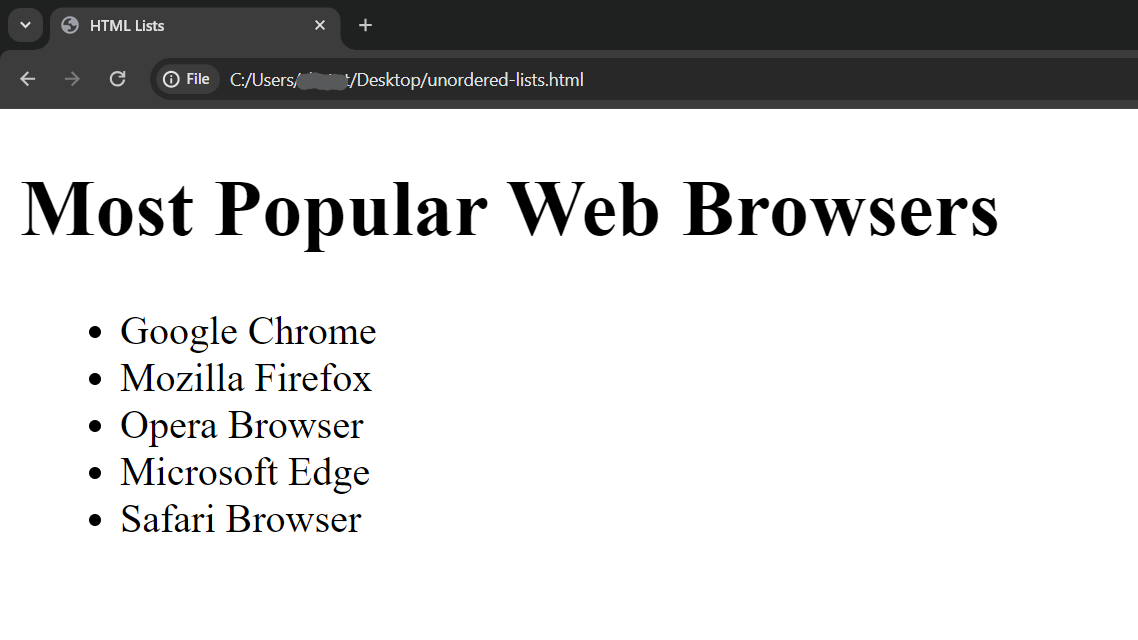 HTML Lists
File C:/Users/ /Desktop/unordered-lists.html
Most Popular Web Browsers
Google Chrome
Mozilla Firefox
Opera Browser
Microsoft Edge
Safari Browser